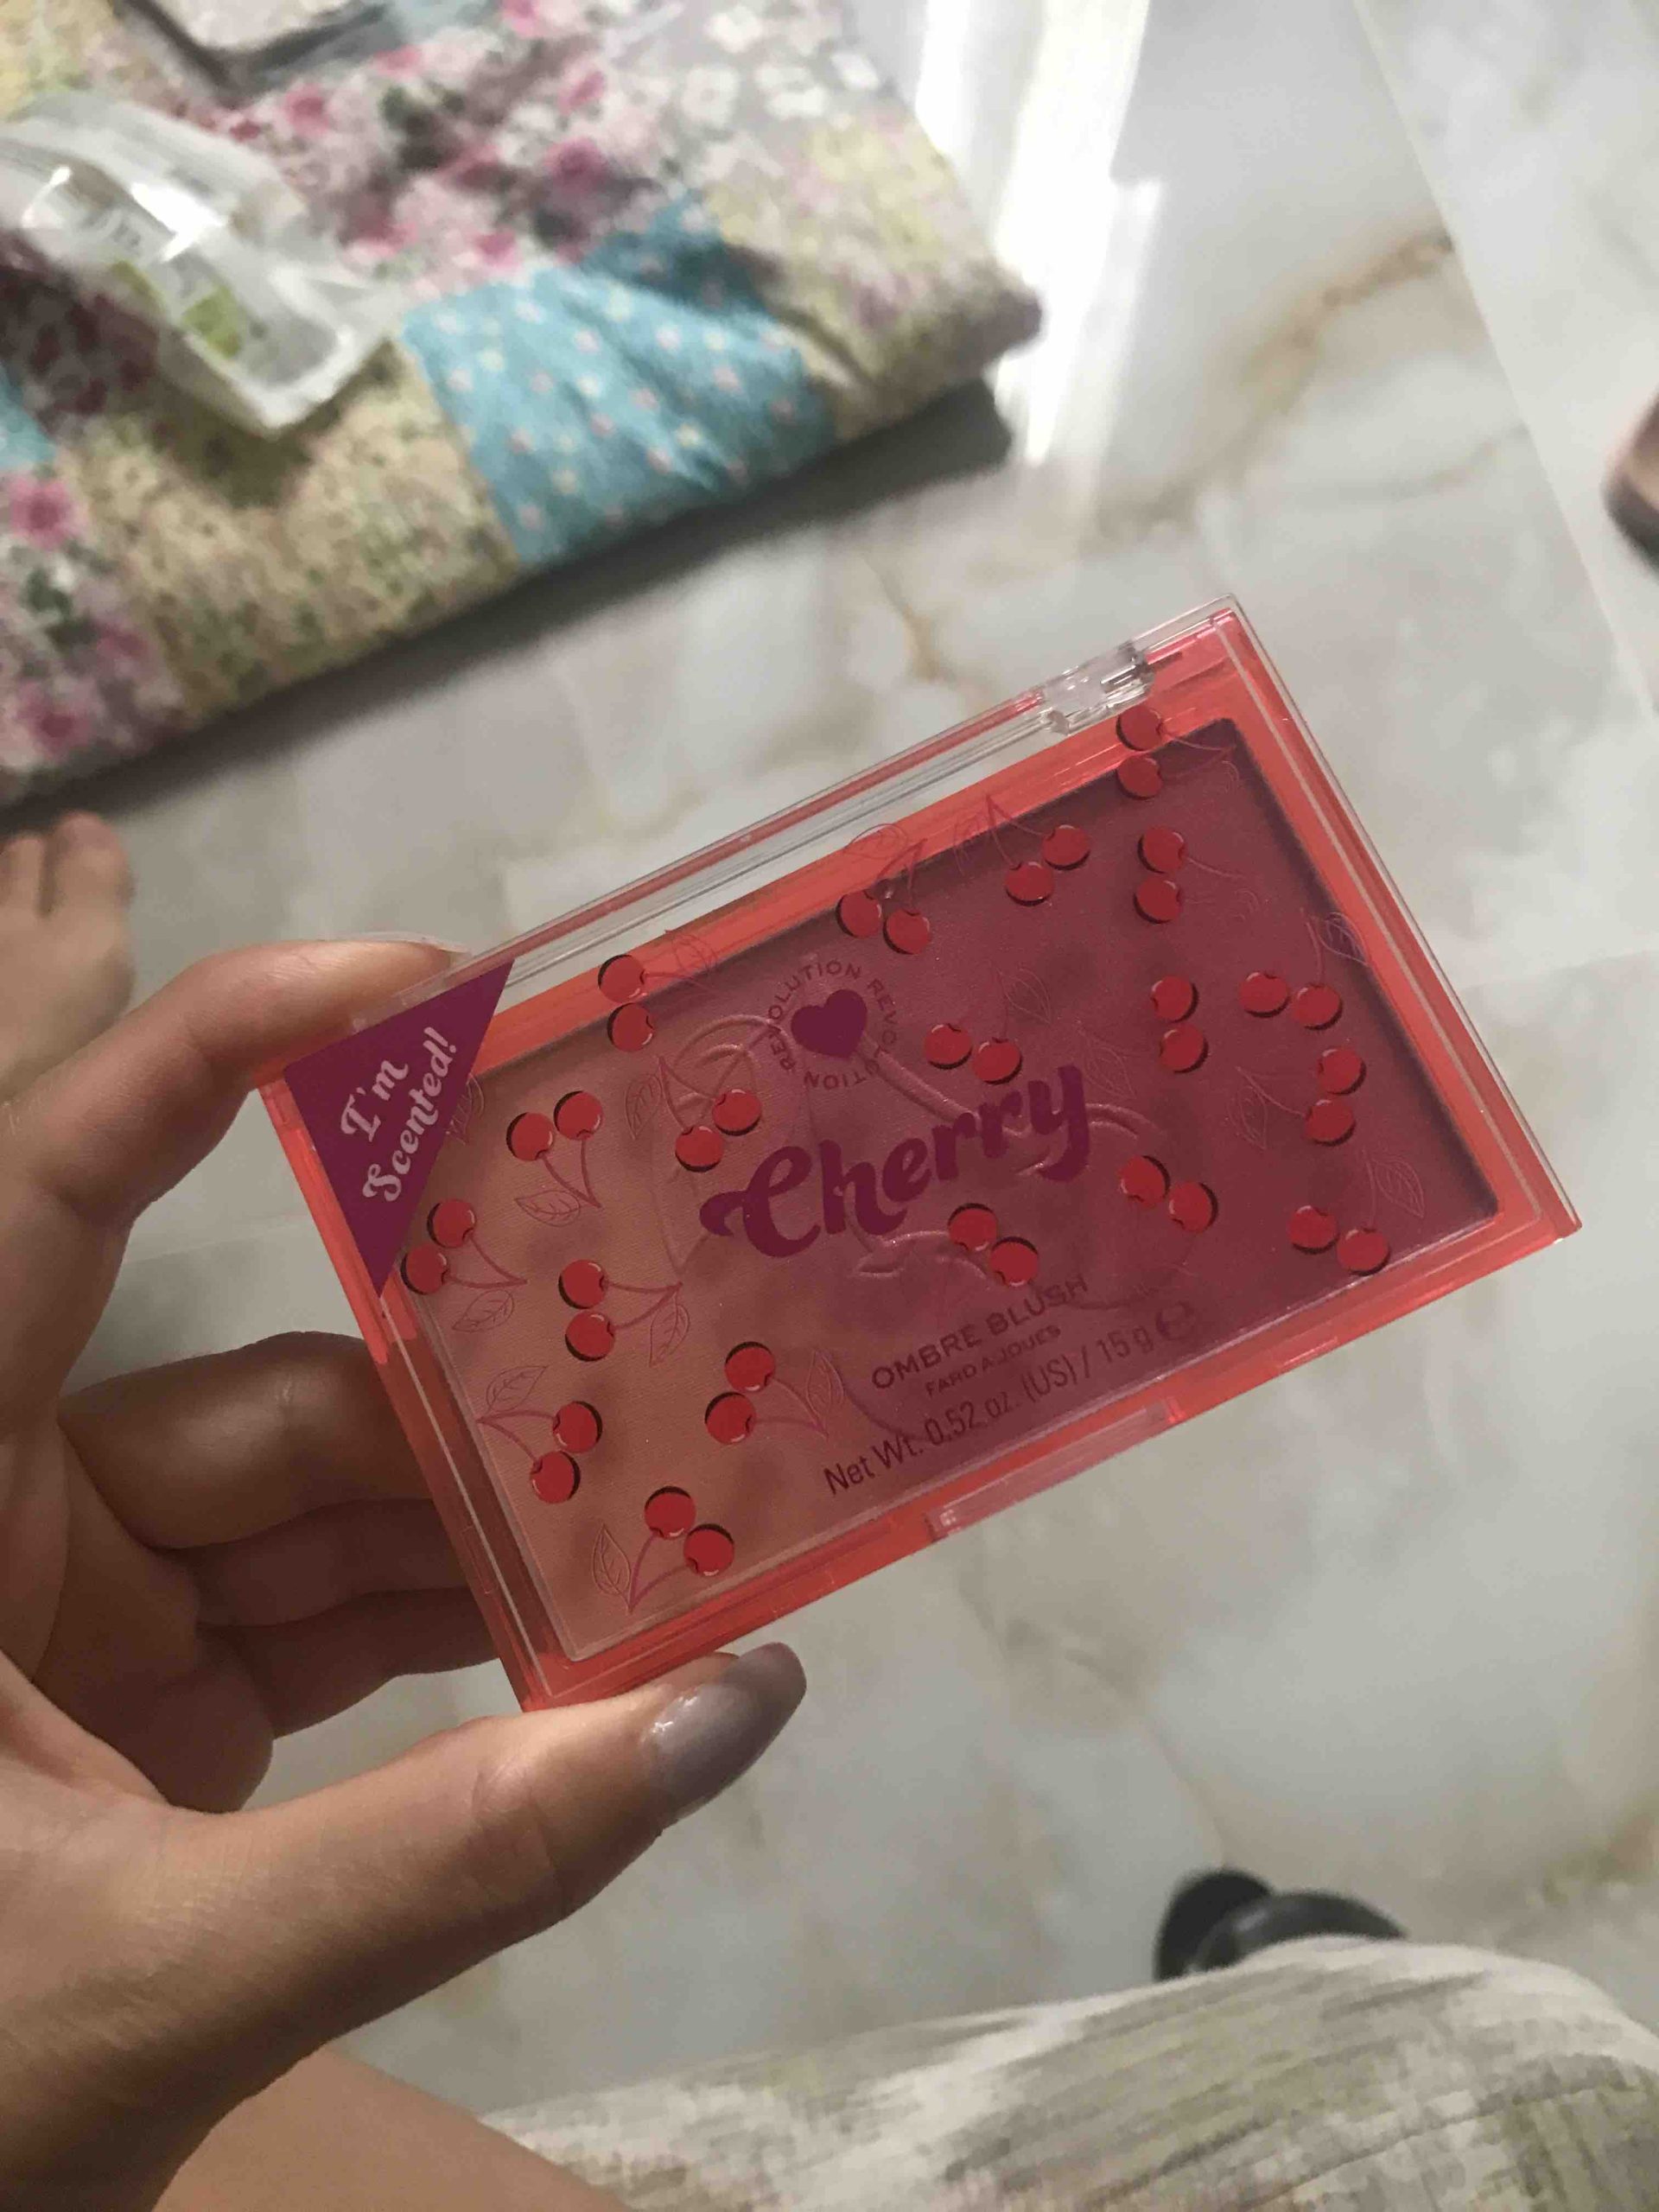 I'm
Scented!
REVOLUTION REVOLUTION
Cherry
OMBRE BLUSH
FARD A JOUES
Net Wt. 0.52 oz. (US) / 15 g ℮